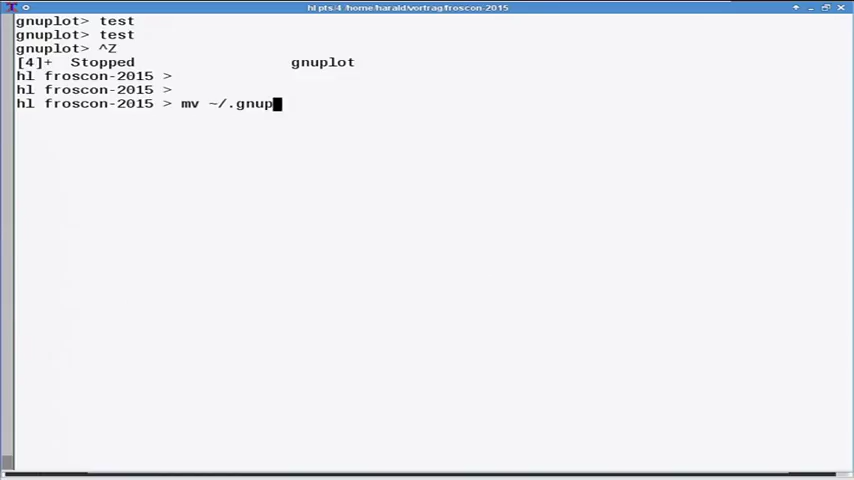 hl pts/4 /home/harald/vortrag/froscon-2015
gnuplot> test
gnuplot> test
gnuplot> ^Z
[4]+  Stopped                 gnuplot
hl froscon-2015 >
hl froscon-2015 >
hl froscon-2015 > mv ~/.gnup